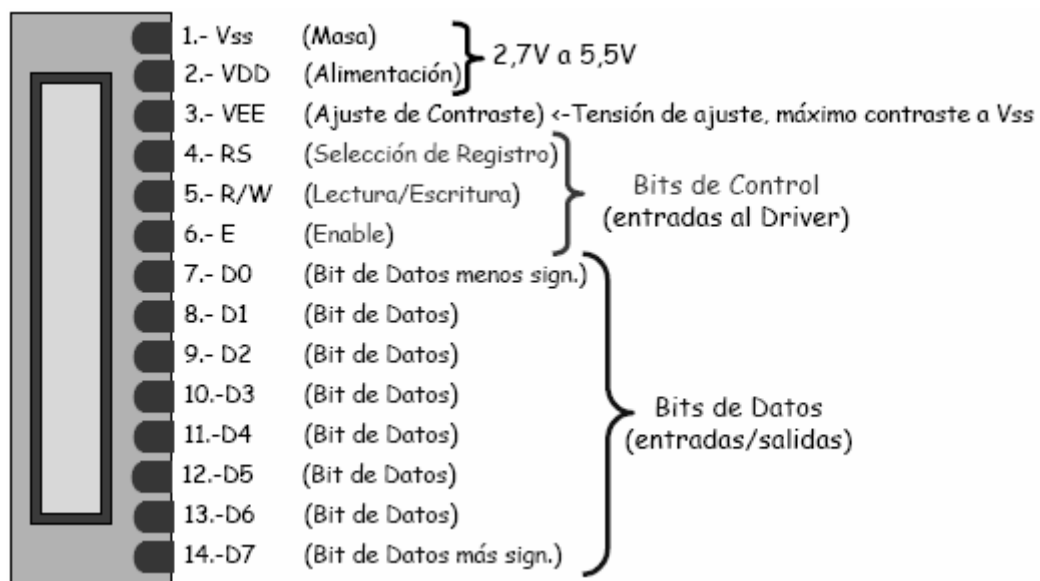 1.- Vss (Masa)
2.- VDD (Alimentación)
2,7V a 5,5V
3.- VEE (Ajuste de Contraste) <-Tensión de ajuste, máximo contraste a Vss
4.- RS (Selección de Registro)
5.- R/W (Lectura/Escritura)
6.- E (Enable)
Bits de Control
(entradas al Driver)
7.- D0 (Bit de Datos menos sign.)
8.- D1 (Bit de Datos)
9.- D2 (Bit de Datos)
10.-D3 (Bit de Datos)
11.-D4 (Bit de Datos)
12.-D5 (Bit de Datos)
13.-D6 (Bit de Datos)
14.-D7 (Bit de Datos más sign.)
Bits de Datos
(entradas/salidas)